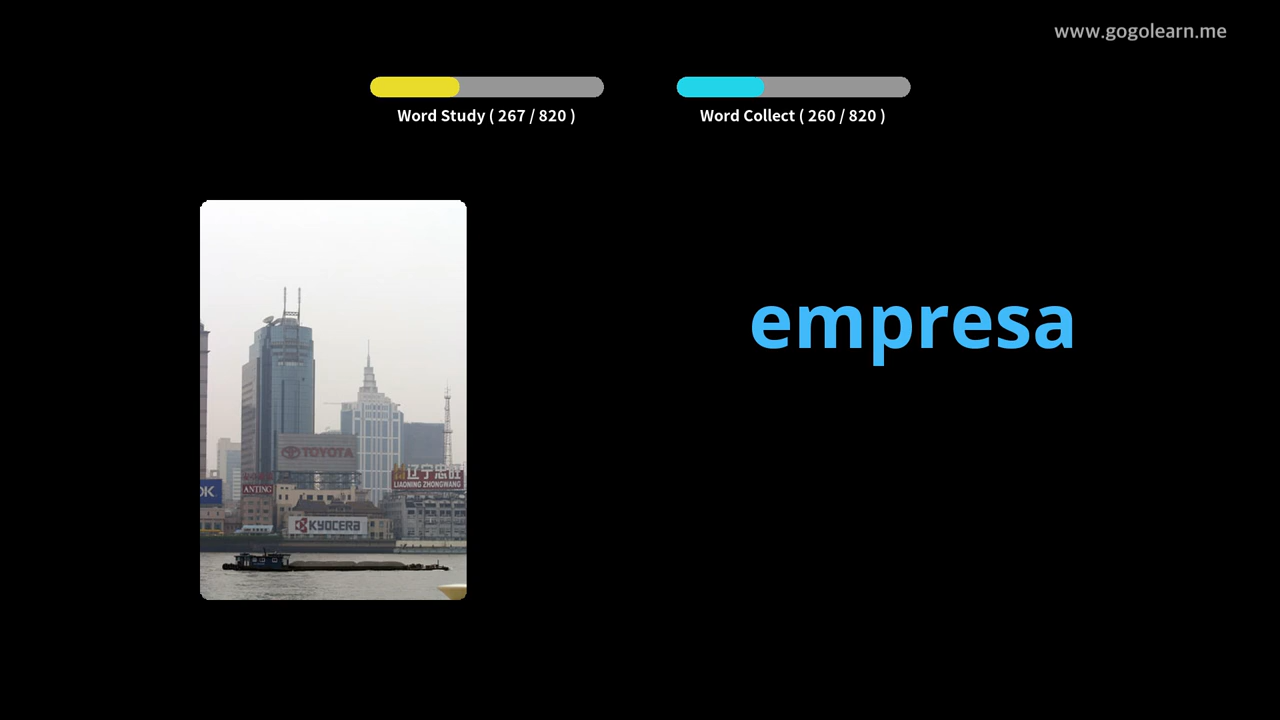 www.gogolearn.me
Word Study ( 267 / 820 )
Word Collect ( 260 / 820 )
empresa
TOYOTA
辽宁忠旺
LIAONING ZHONGWANG
ANTING
KYOCERA